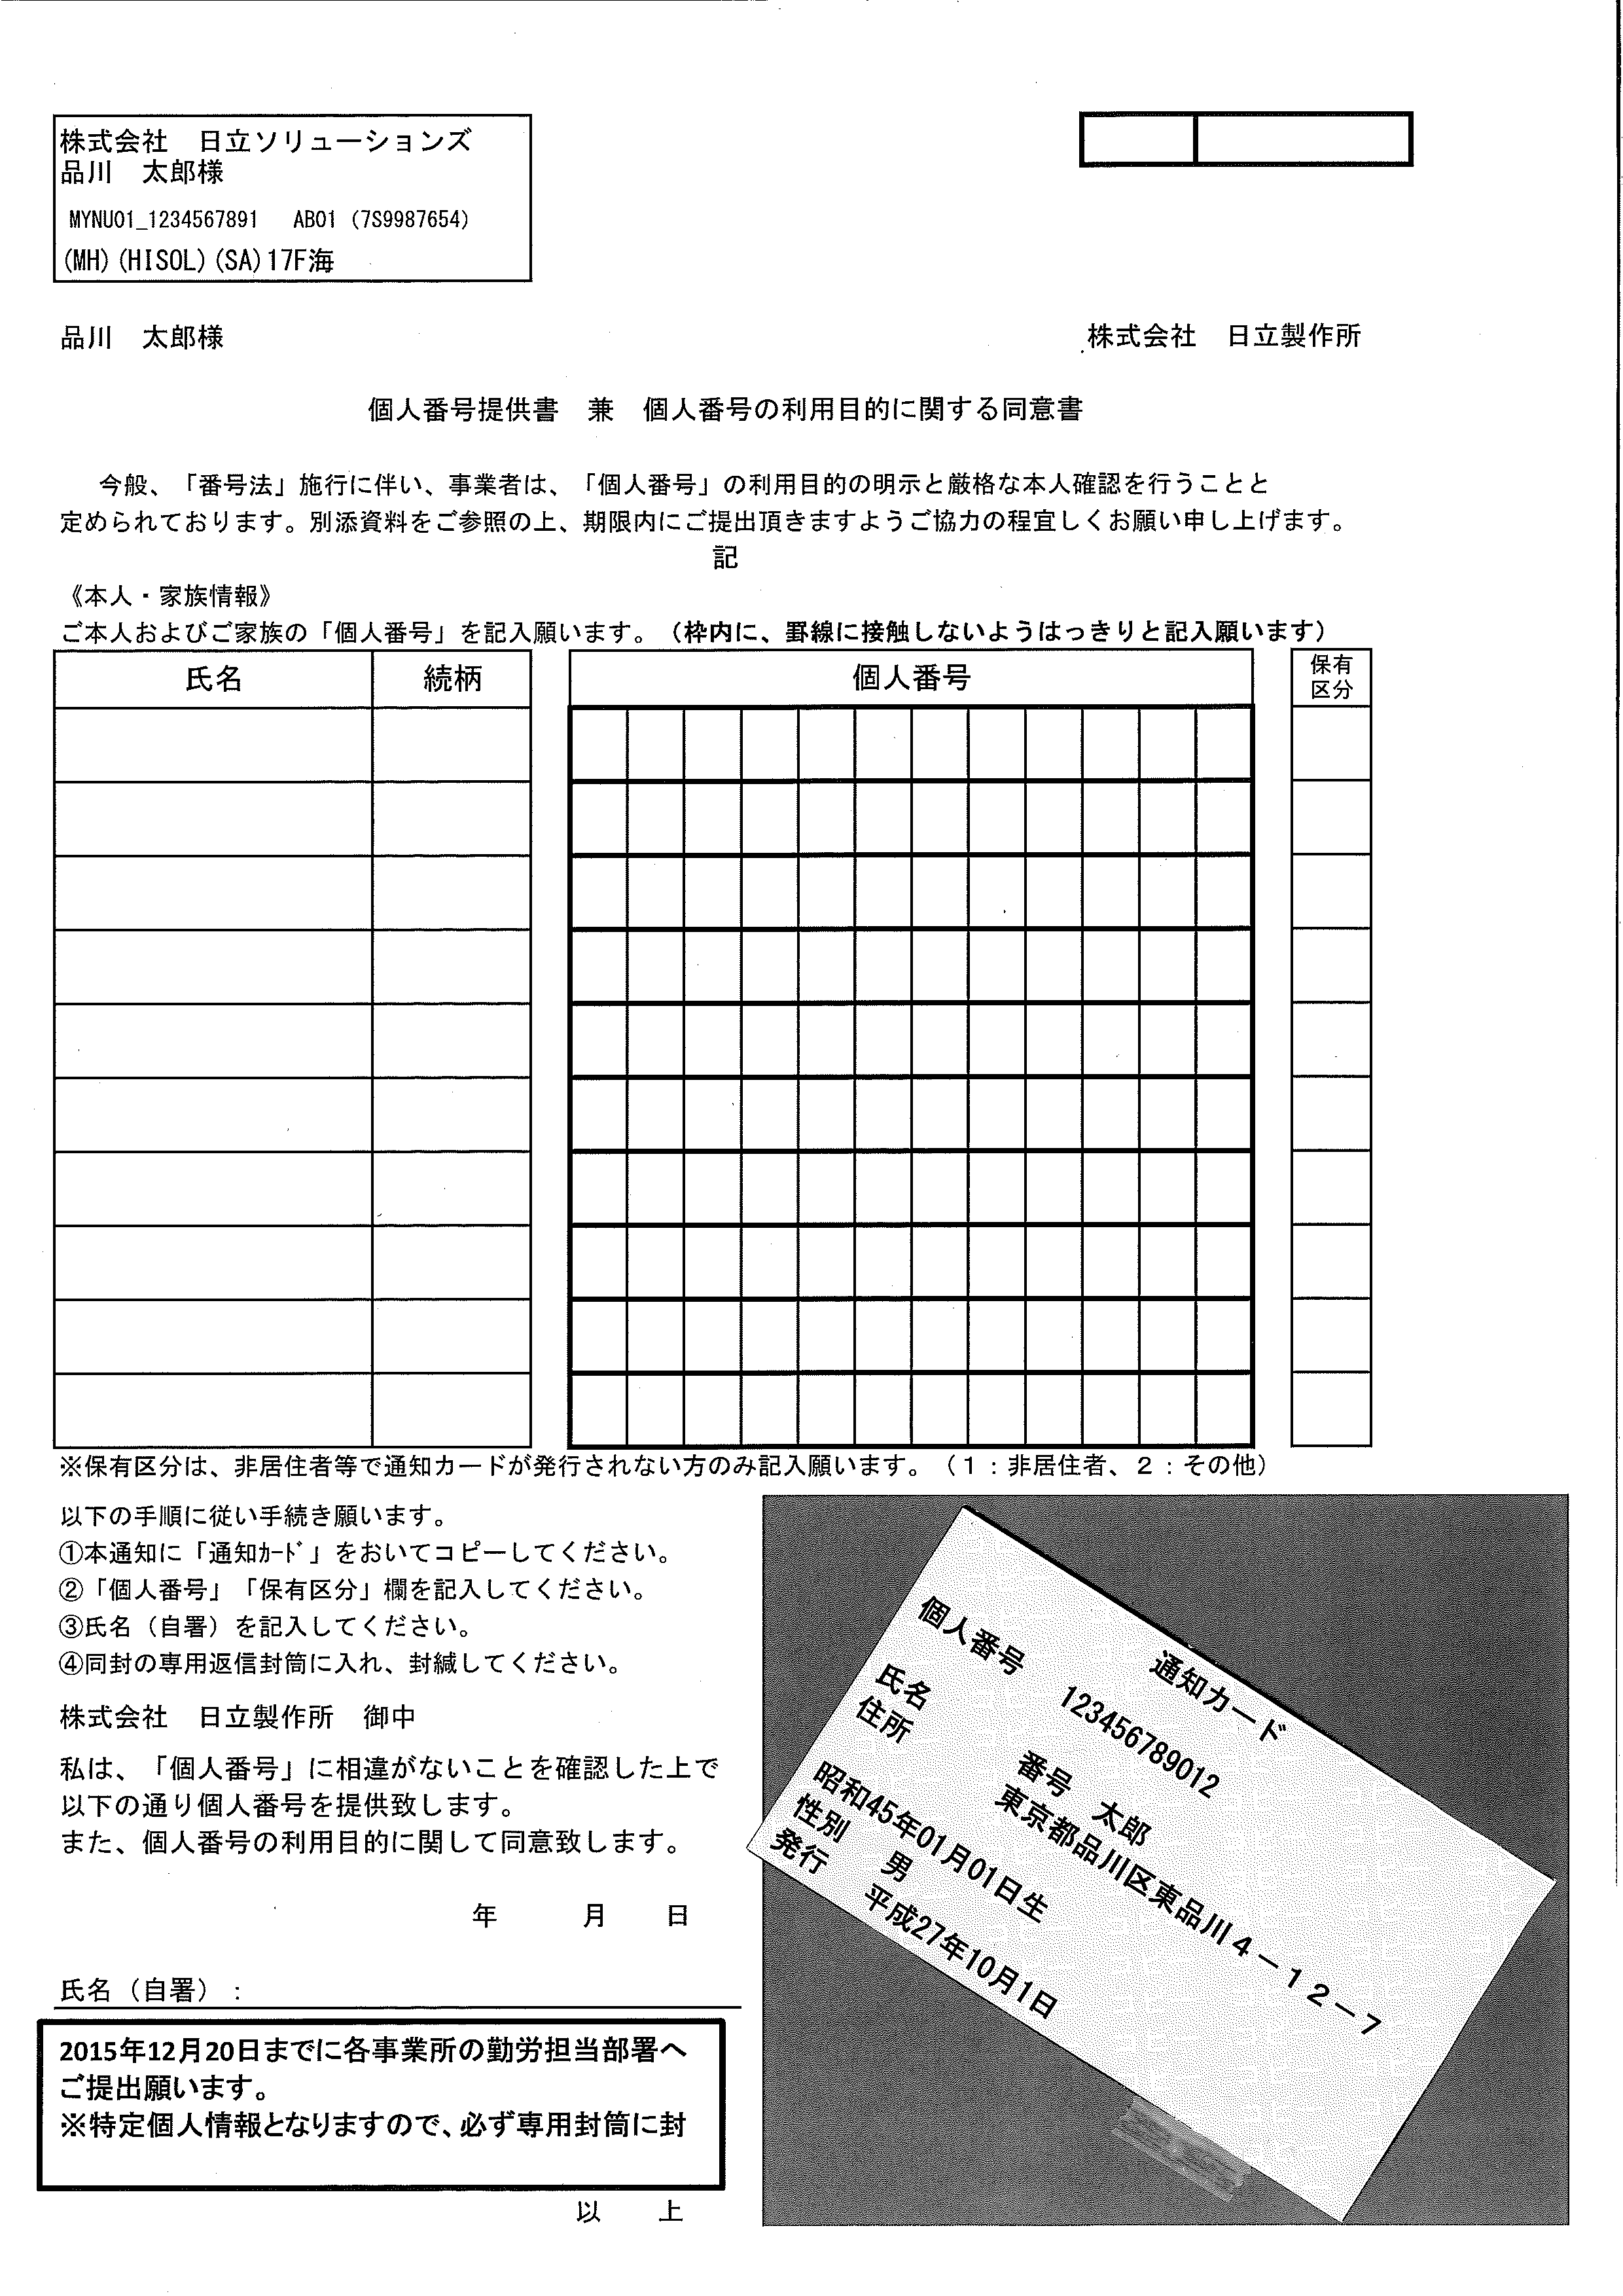 株式会社　日立ソリューションズ
品川　太郎様
MYNU01_1234567891　AB01 (7S9987654)
(MH)(HISOL)(SA)17F海
品川　太郎様
株式会社　日立製作所
個人番号提供書　兼　個人番号の利用目的に関する同意書
今般、「番号法」施行に伴い、事業者は、「個人番号」の利用目的の明示と厳格な本人確認を行うことと
定められております。別添資料をご参照の上、期限内にご提出頂きますようご協力の程宜しくお願い申し上げます。
記
《本人・家族情報》
ご本人およびご家族の「個人番号」を記入願います。（枠内に、罫線に接触しないようはっきりと記入願います）
氏名　続柄　個人番号　保有
区分
※保有区分は、非居住者等で通知カードが発行されない方のみ記入願います。（１：非居住者、２：その他）
以下の手順に従い手続き願います。
①本通知に「通知ｶｰﾄﾞ」をおいてコピーしてください。
②「個人番号」「保有区分」欄を記入してください。
③氏名（自署）を記入してください。
④同封の専用返信封筒に入れ、封緘してください。
株式会社　日立製作所　御中
私は、「個人番号」に相違がないことを確認した上で
以下の通り個人番号を提供致します。
また、個人番号の利用目的に関して同意致します。
年　月　日
氏名（自署）：
2015年12月20日までに各事業所の勤労担当部署へ
ご提出願います。
※特定個人情報となりますので、必ず専用封筒に封
以　上
通知カード
個人番号　123456789012
氏名　番号　太郎
住所　東京都品川区東品川４－１２－７
昭和45年01月01日生
性別　男
発行　平成27年10月1日